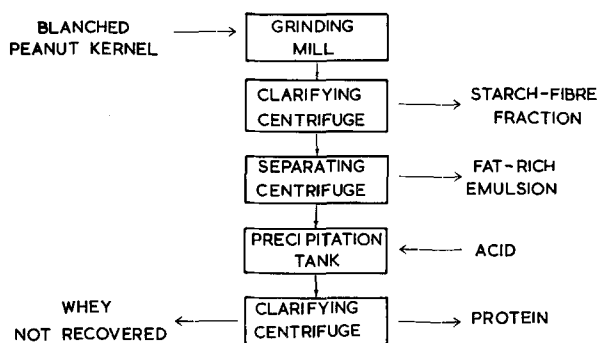 BLANCHED
PEANUT KERNEL
GRINDING
MILL
CLARIFYING
CENTRIFUGE
STARCH-FIBRE
FRACTION
SEPARATING
CENTRIFUGE
FAT-RICH
EMULSION
PRECIPITATION
TANK
ACID
WHEY
NOT RECOVERED
CLARIFYING
CENTRIFUGE
PROTEIN